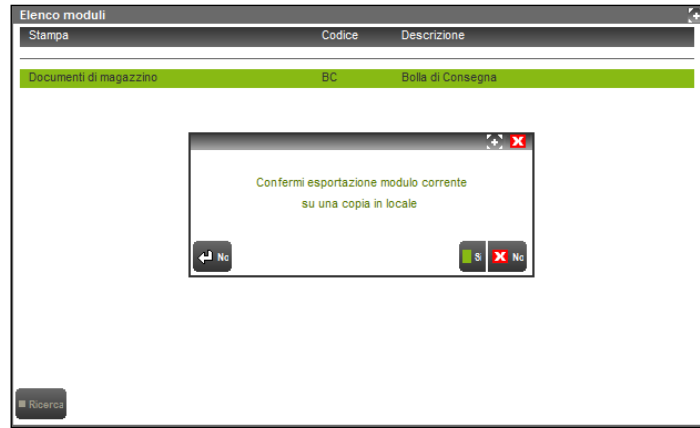 Elenco moduli
Stampa Codice Descrizione
Documenti di magazzino BC Bolla di Consegna
Confermi esportazione modulo corrente
su una copia in locale
No Si No
Ricerca